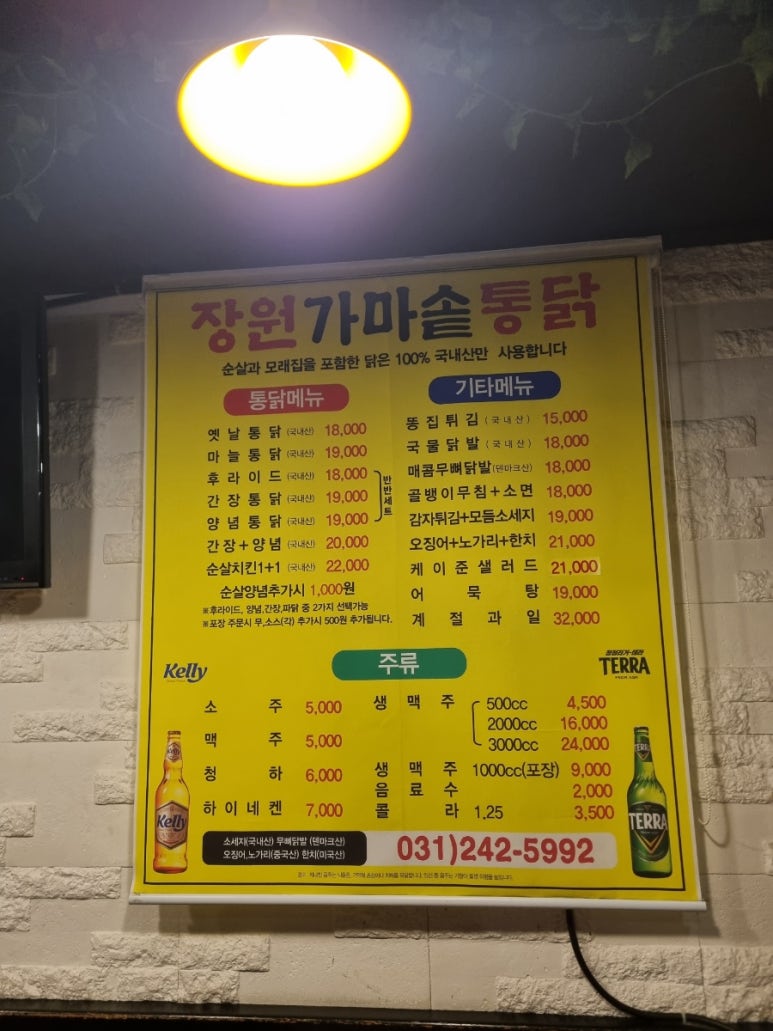 장원가마솥통닭
순살과 모래집을 포함한 닭은 100% 국내산만 사용합니다
통닭메뉴
옛날통닭 (국내산) 18,000
마늘통닭 (국내산) 19,000
후라이드 (국내산) 18,000
간장통닭 (국내산) 19,000
양념통닭 (국내산) 19,000
반반세트
간장+양념 (국내산) 20,000
순살치킨1+1 (국내산) 22,000
순살양념추가시 1,000원
※후라이드, 양념,간장,파닭 중 2가지 선택가능
※포장 주문시 무,소스(각) 추가시 500원 추가됩니다.
기타메뉴
똥집튀김 (국내산) 15,000
국물닭발 (국내산) 18,000
매콤무뼈닭발(덴마크산) 18,000
골뱅이무침+소면 18,000
감자튀김+모듬소세지 19,000
오징어+노가리+한치 21,000
케이준샐러드 21,000
어묵탕 19,000
계절과일 32,000
Kelly
주류
TERRA
소주 5,000
맥주 5,000
청하 6,000
하이네켄 7,000
생맥주 500cc 4,500
2000cc 16,000
3000cc 24,000
생맥주 1000cc(포장) 9,000
음료수 2,000
콜라 1.25 3,500
Kelly
TERRA
TERRA
소세지(국내산) 무뼈닭발 (덴마크산)
오징어,노가리(중국산) 한치(미국산)
031)242-5992